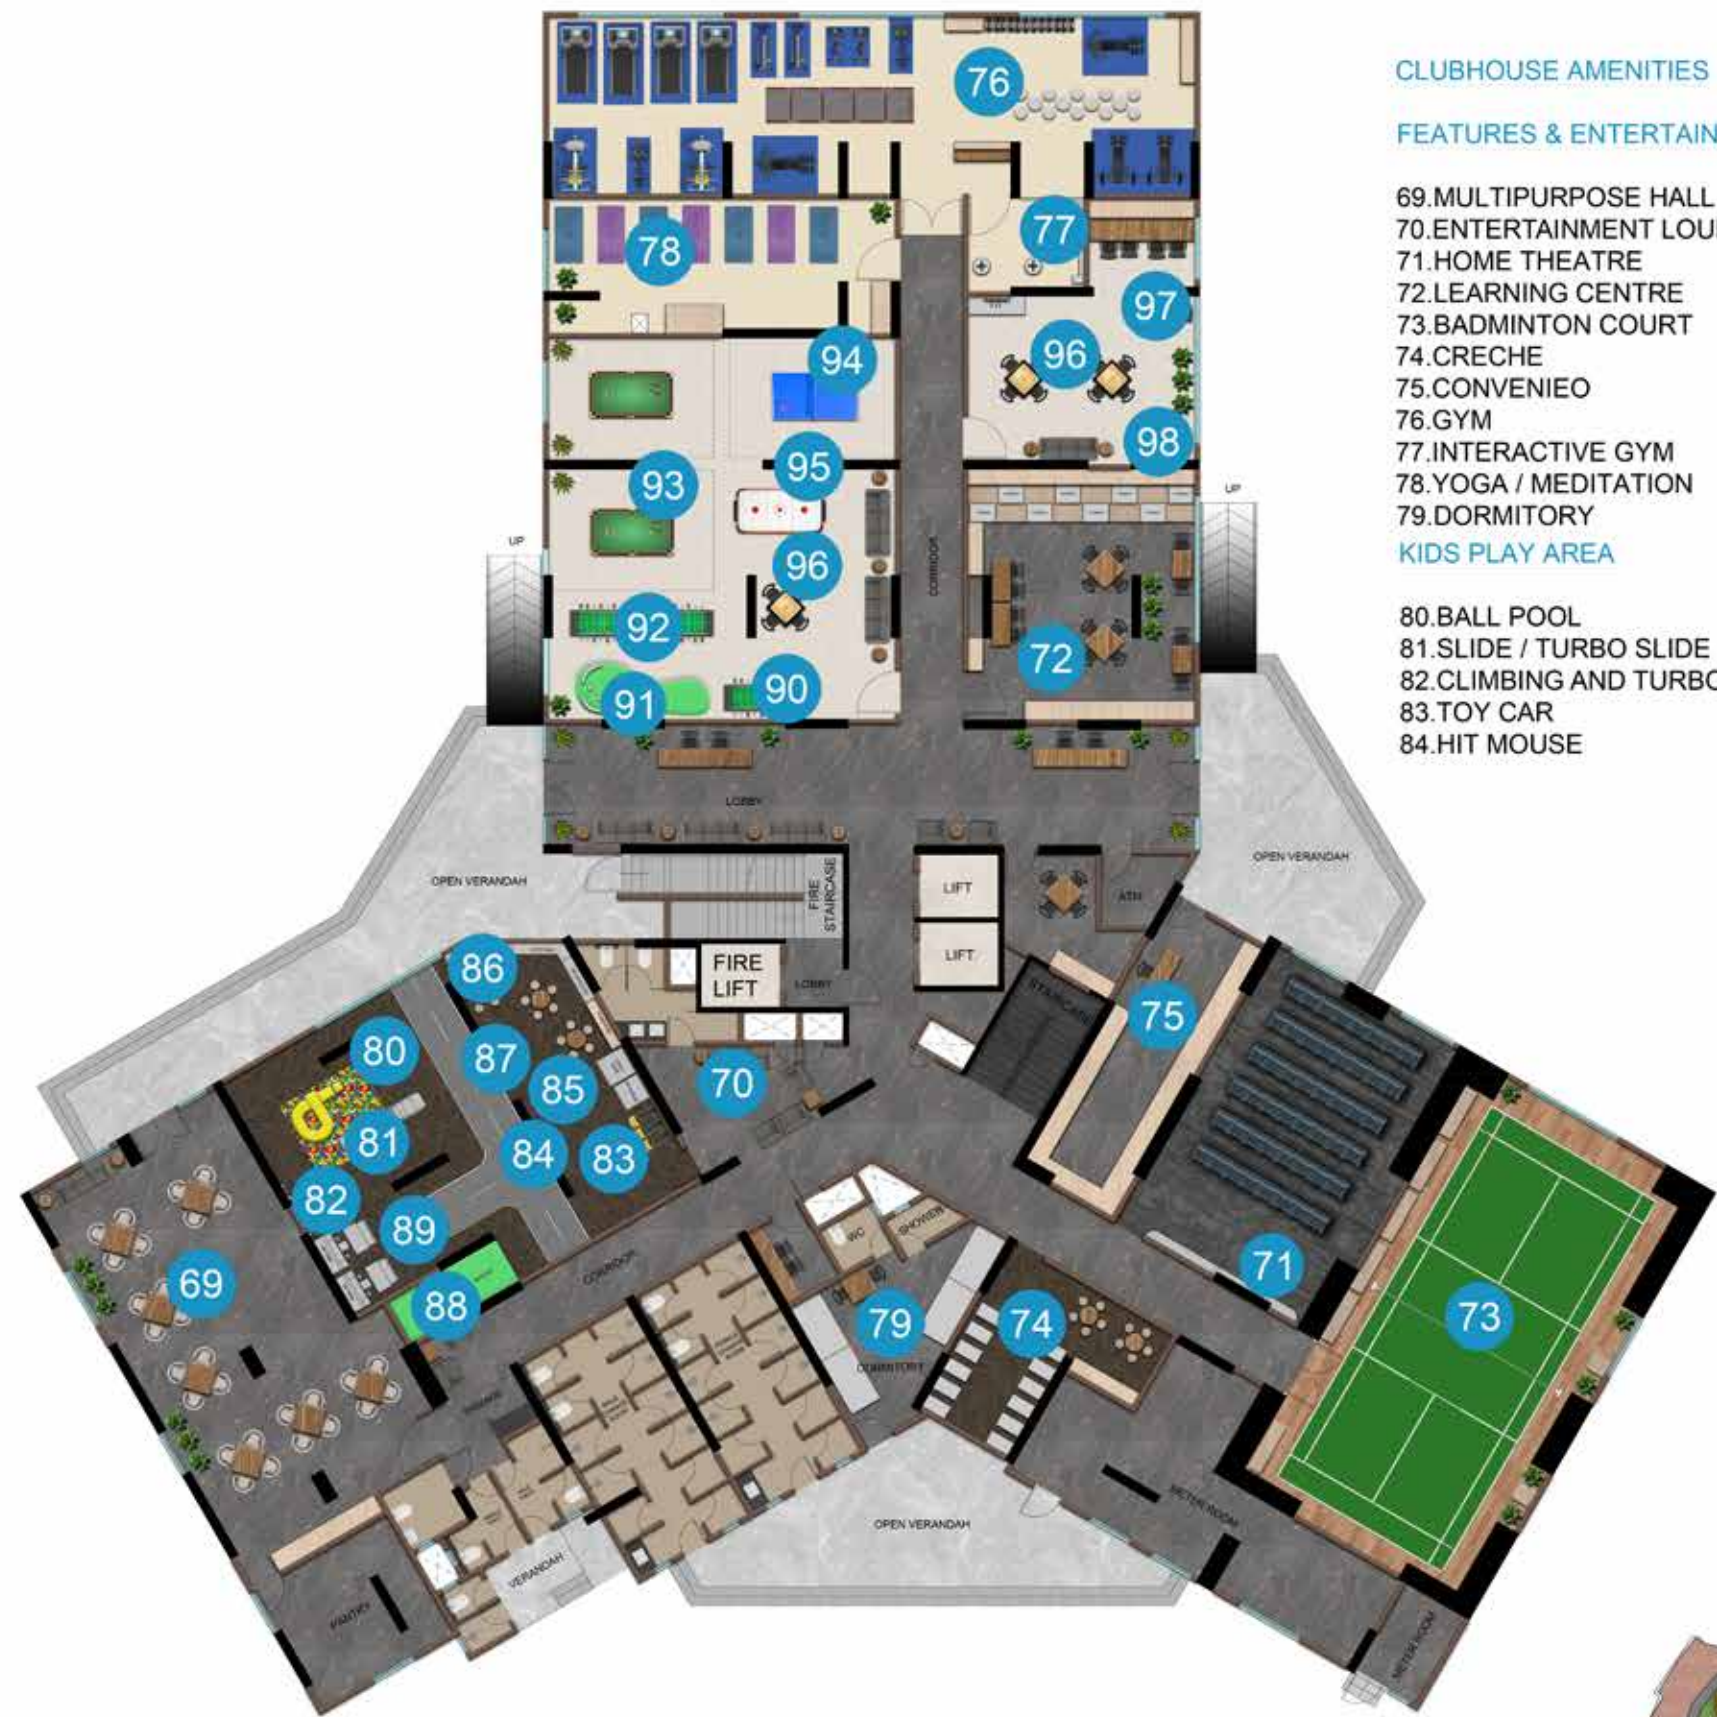 76
77
78
97
94
96
98
95
93
UP
UP
CORRIDOR
96
92
72
90
91
LOBBY
OPEN VERANDAH
OPEN VERANDAH
FIRE
STAIRCASE
LIFT
LIFT
FIRE
LIFT
LOBBY
STAIRCASE
86
75
80
87
85
70
81
84
83
82
89
WC
SHOWER
CORRIDOR
69
88
71
73
79
DORMITORY
74
METER ROOM
OPEN VERANDAH
VERANDAH
PANTRY
METER ROOM
CLUBHOUSE AMENITIES
FEATURES & ENTERTAIN
69.MULTIPURPOSE HALL
70.ENTERTAINMENT LOU
71.HOME THEATRE
72.LEARNING CENTRE
73.BADMINTON COURT
74.CRECHE
75.CONVENIEO
76.GYM
77.INTERACTIVE GYM
78.YOGA / MEDITATION
79.DORMITORY
KIDS PLAY AREA
80.BALL POOL
81.SLIDE / TURBO SLIDE
82.CLIMBING AND TURBO
83.TOY CAR
84.HIT MOUSE